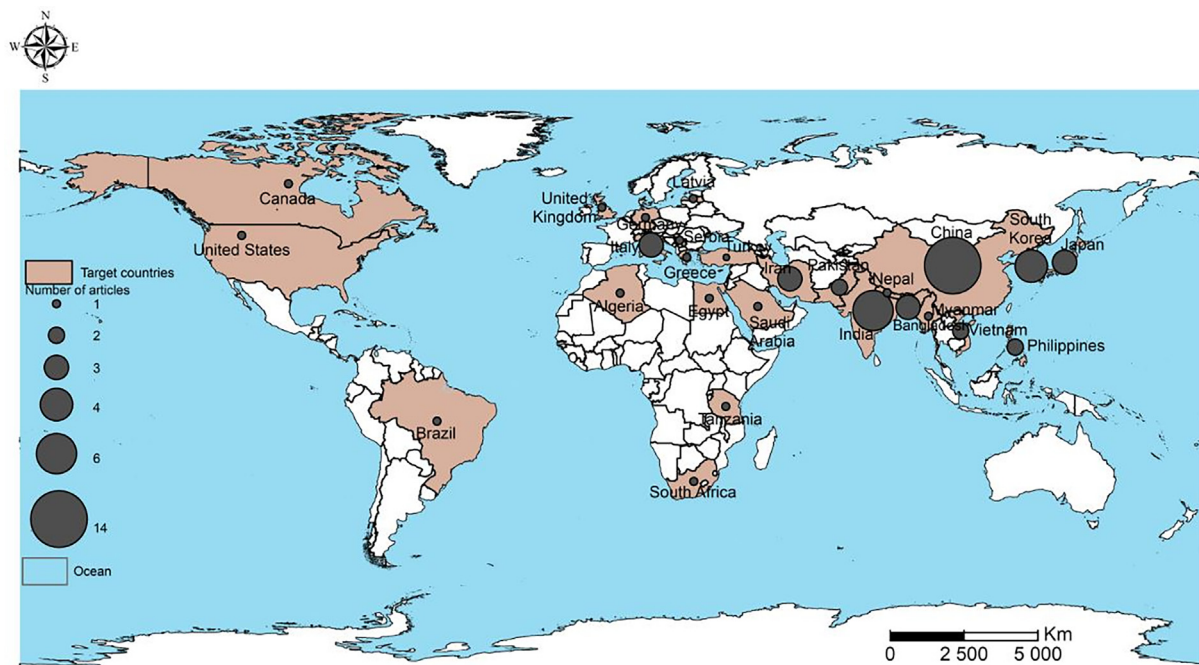 N
W E
S
Canada
United States
Brazil
United
Kingdom
Latvia
Germany
Italy
Serbia
Greece
Turkey
Algeria
Egypt
Saudi
Arabia
Iran
Pakistan
Nepal
India
Bangladesh
Myanmar
Vietnam
Philippines
China
South
Korea
Japan
Tanzania
South Africa
Target countries
Number of articles
1
2
3
4
6
14
Ocean
Km
0 2 500 5 000